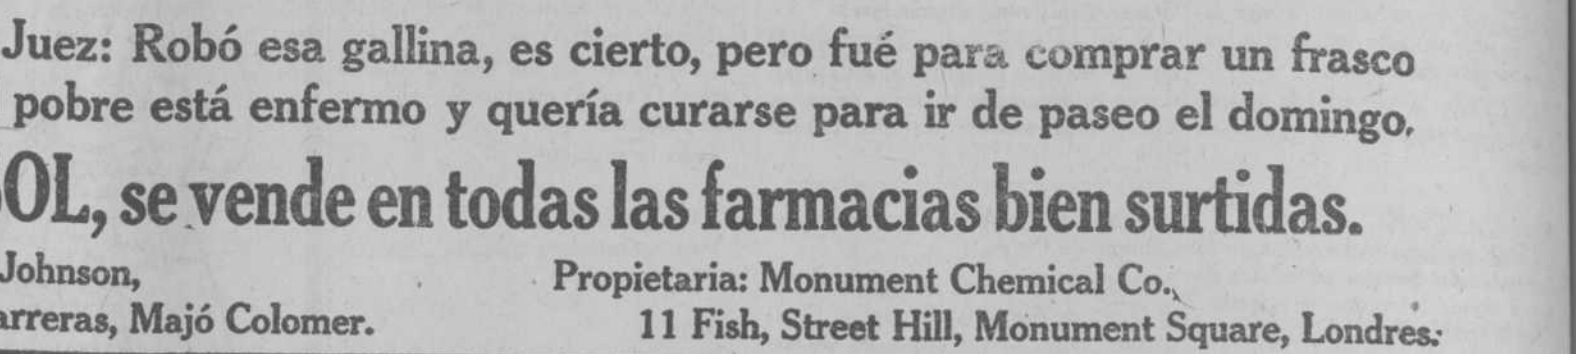 Juez: Robó esa gallina, es cierto, pero fué para comprar un frasco
pobre está enfermo y quería curarse para ir de paseo el domingo.
OL, se vende en todas las farmacias bien surtidas.
Johnson,
arreras, Majó Colomer.
Propietaria: Monument Chemical Co.,
11 Fish, Street Hill, Monument Square, Londres.